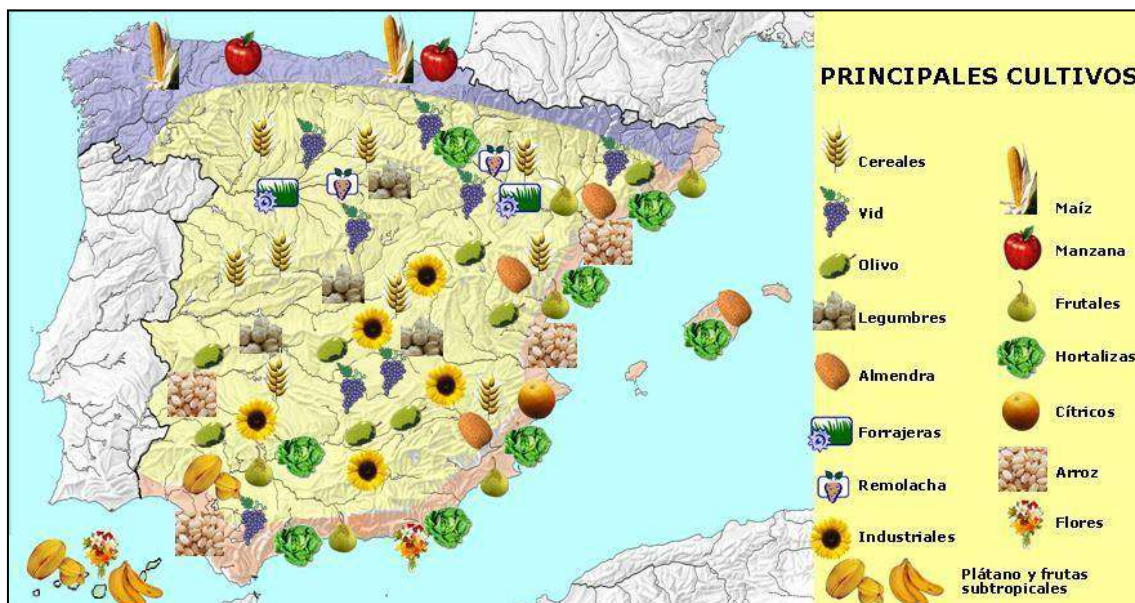 PRINCIPALES CULTIVOS
Cereales
Vid
Olivo
Legumbres
Almendra
Forrajeras
Remolacha
Industriales
Maíz
Manzana
Frutales
Hortalizas
Cítricos
Arroz
Flores
Plátano y frutas
subtropicales